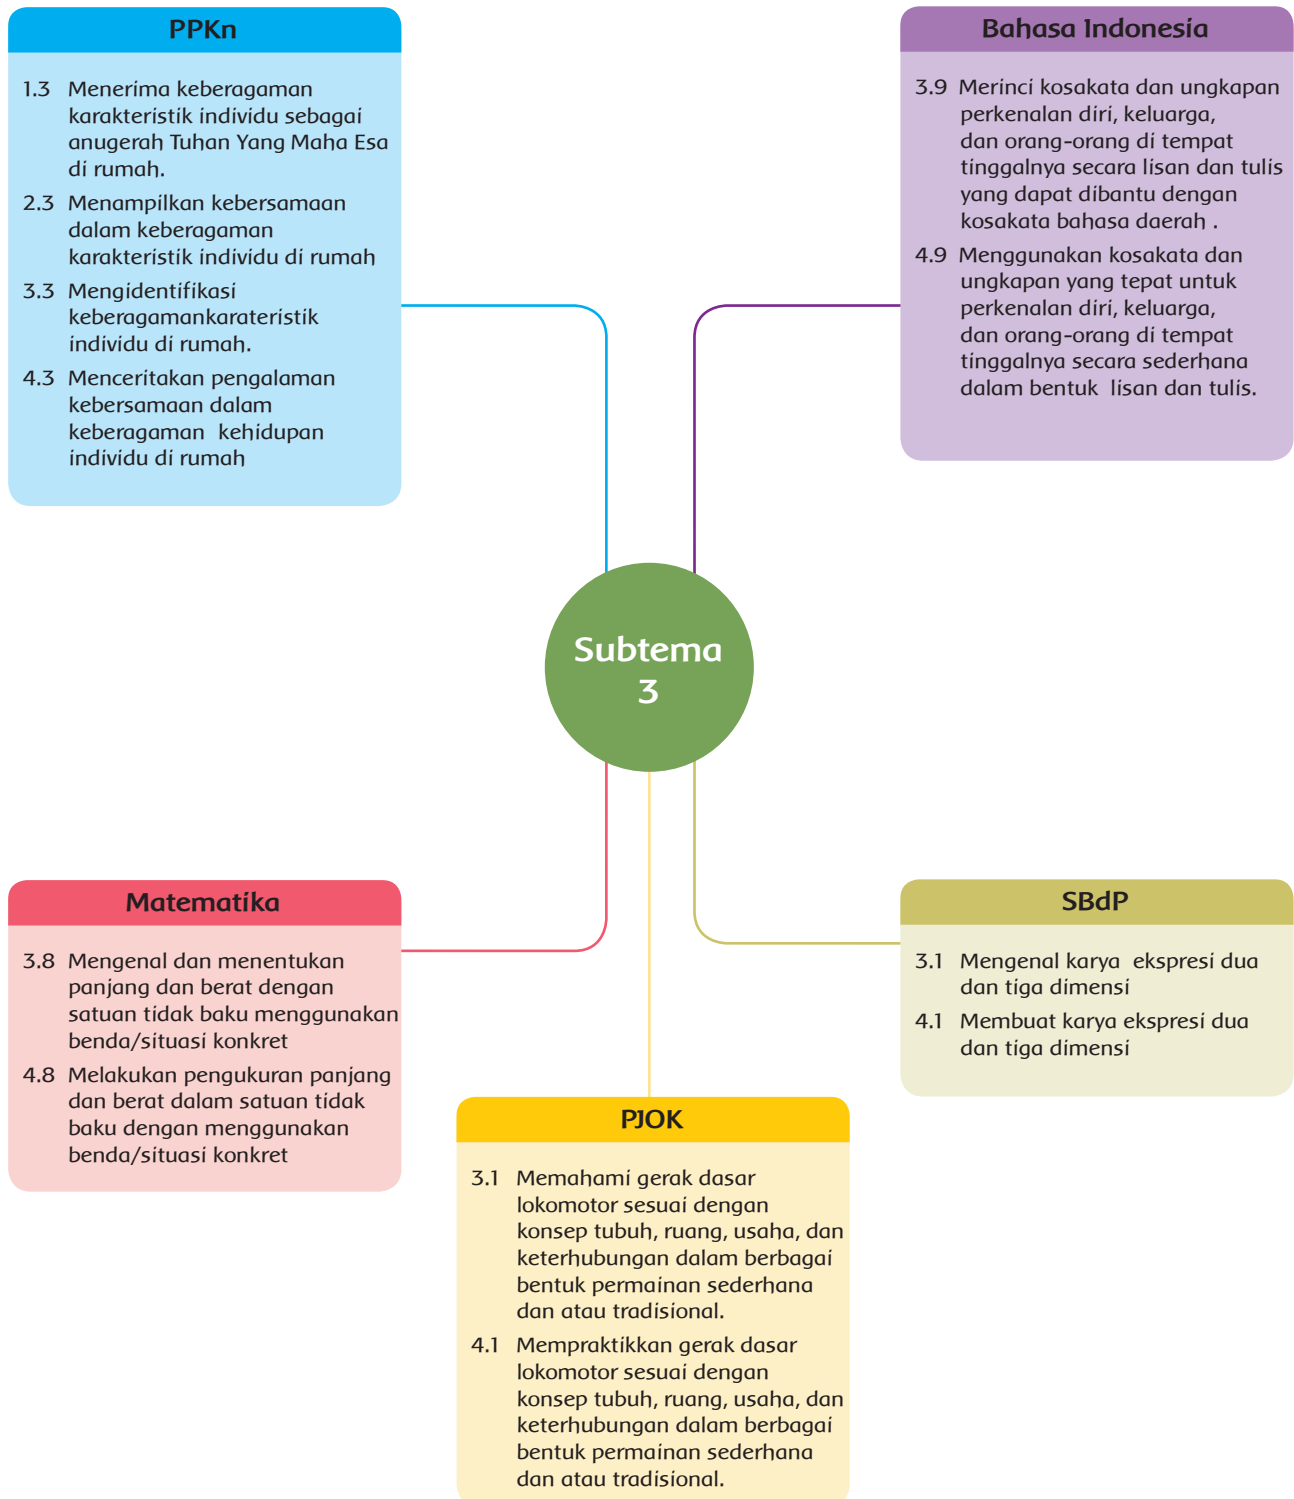 PPKn
1.3 Menerima keberagaman
karakteristik individu sebagai
anugerah Tuhan Yang Maha Esa
di rumah.
2.3 Menampilkan kebersamaan
dalam keberagaman
karakteristik individu di rumah
3.3 Mengidentifikasi
keberagamankarateristik
individu di rumah.
4.3 Menceritakan pengalaman
kebersamaan dalam
keberagaman kehidupan
individu di rumah
Bahasa Indonesia
3.9 Merinci kosakata dan ungkapan
perkenalan diri, keluarga,
dan orang-orang di tempat
tinggalnya secara lisan dan tulis
yang dapat dibantu dengan
kosakata bahasa daerah .
4.9 Menggunakan kosakata dan
ungkapan yang tepat untuk
perkenalan diri, keluarga,
dan orang-orang di tempat
tinggalnya secara sederhana
dalam bentuk lisan dan tulis.
Subtema
3
Matematika
3.8 Mengenal dan menentukan
panjang dan berat dengan
satuan tidak baku menggunakan
benda/situasi konkret
4.8 Melakukan pengukuran panjang
dan berat dalam satuan tidak
baku dengan menggunakan
benda/situasi konkret
SBdP
3.1 Mengenal karya ekspresi dua
dan tiga dimensi
4.1 Membuat karya ekspresi dua
dan tiga dimensi
PJOK
3.1 Memahami gerak dasar
lokomotor sesuai dengan
konsep tubuh, ruang, usaha, dan
keterhubungan dalam berbagai
bentuk permainan sederhana
dan atau tradisional.
4.1 Mempraktikkan gerak dasar
lokomotor sesuai dengan
konsep tubuh, ruang, usaha, dan
keterhubungan dalam berbagai
bentuk permainan sederhana
dan atau tradisional.